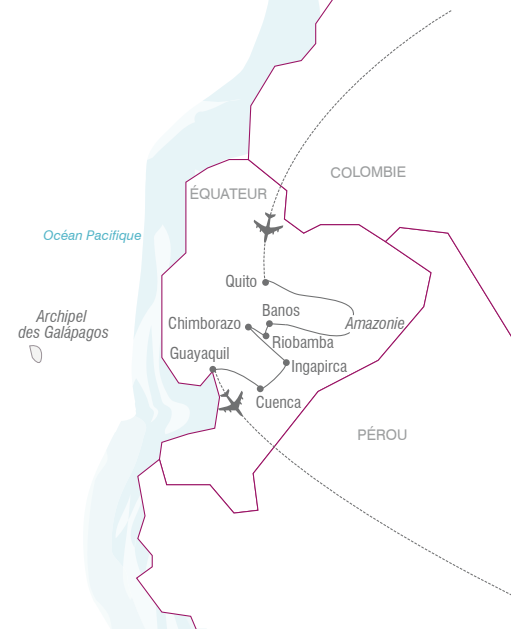 COLOMBIE
ÉQUATEUR
Océan Pacifique
Quito
Archipel
des Galápagos
Banos
Chimborazo
Amazonie
Riobamba
Guayaquil
Ingapirca
Cuenca
PÉROU